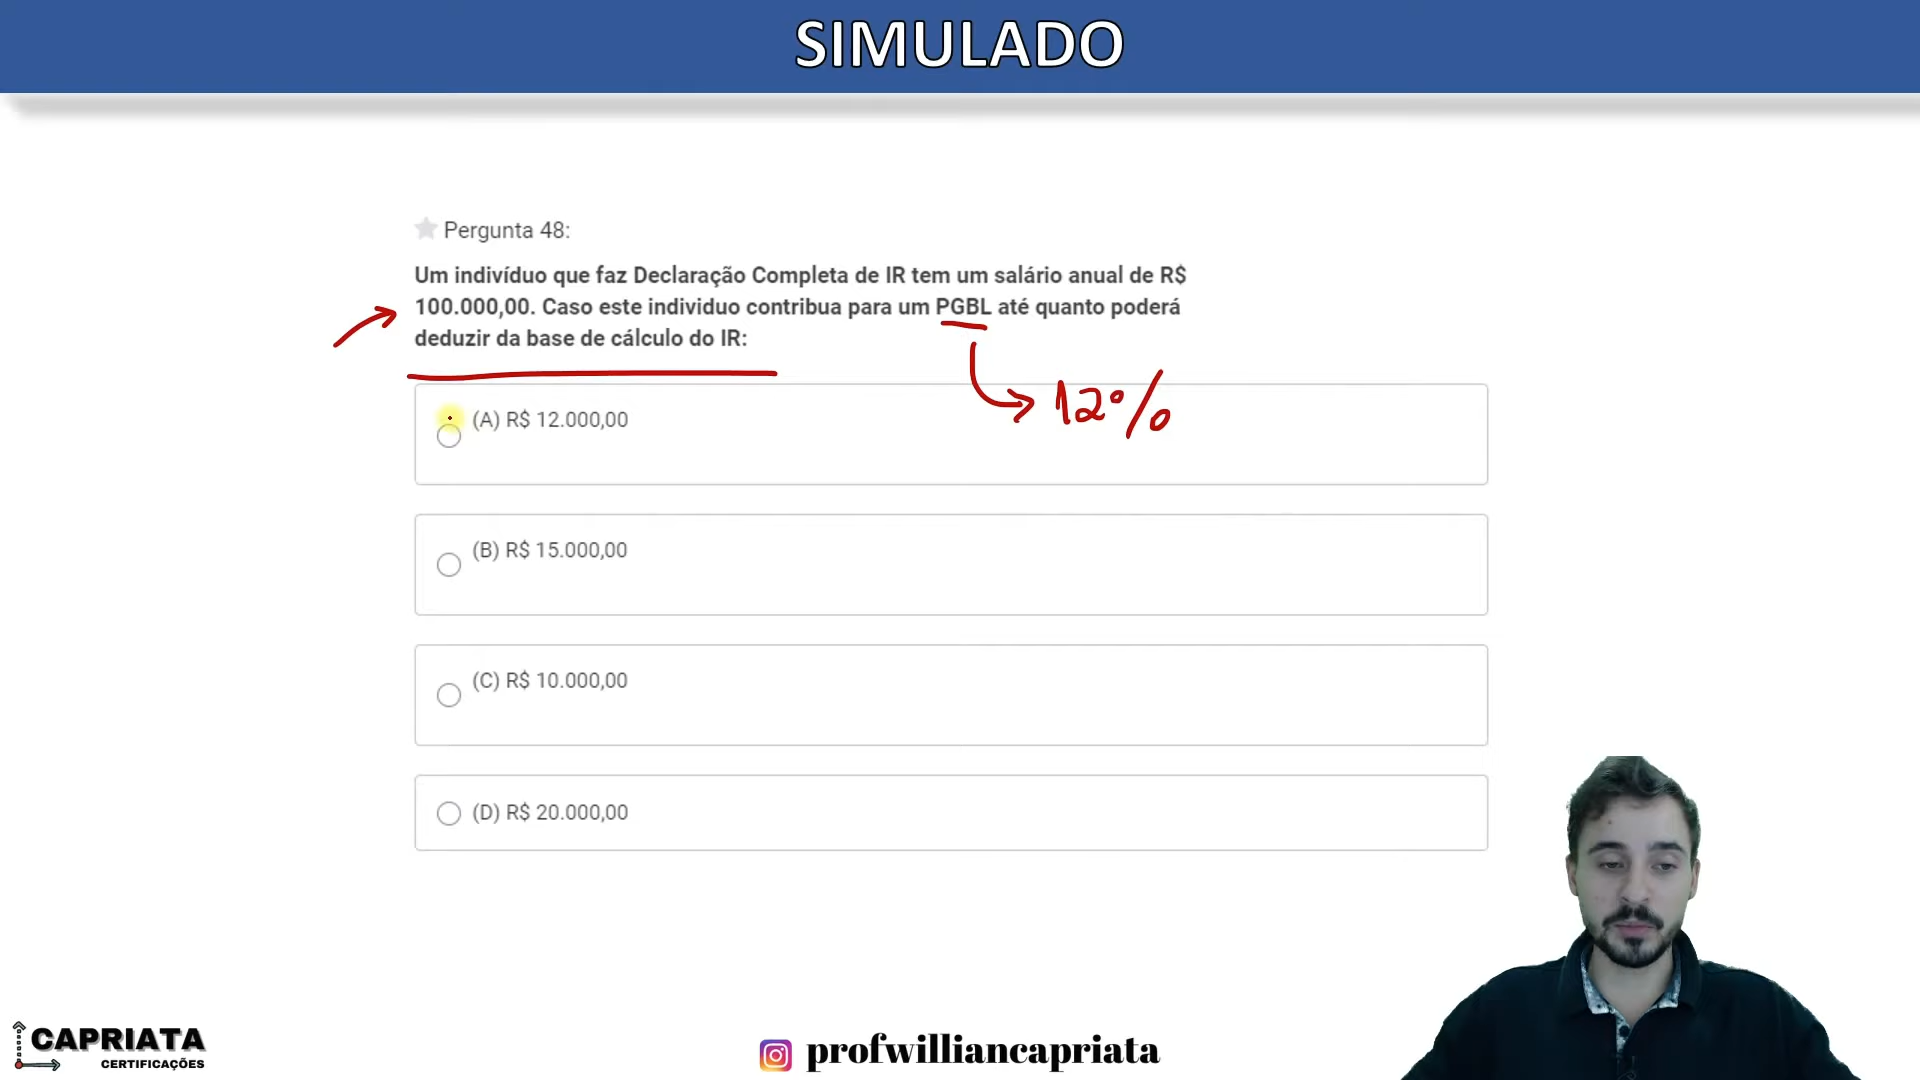 SIMULADO
Pergunta 48:
Um indivíduo que faz Declaração Completa de IR tem um salário anual de R$
100.000,00. Caso este individuo contribua para um PGBL até quanto poderá
deduzir da base de cálculo do IR:
12%
(A) R$ 12.000,00
(B) R$ 15.000,00
(C) R$ 10.000,00
(D) R$ 20.000,00
CAPRIATA
CERTIFICAÇÕES
profwilliancapriata